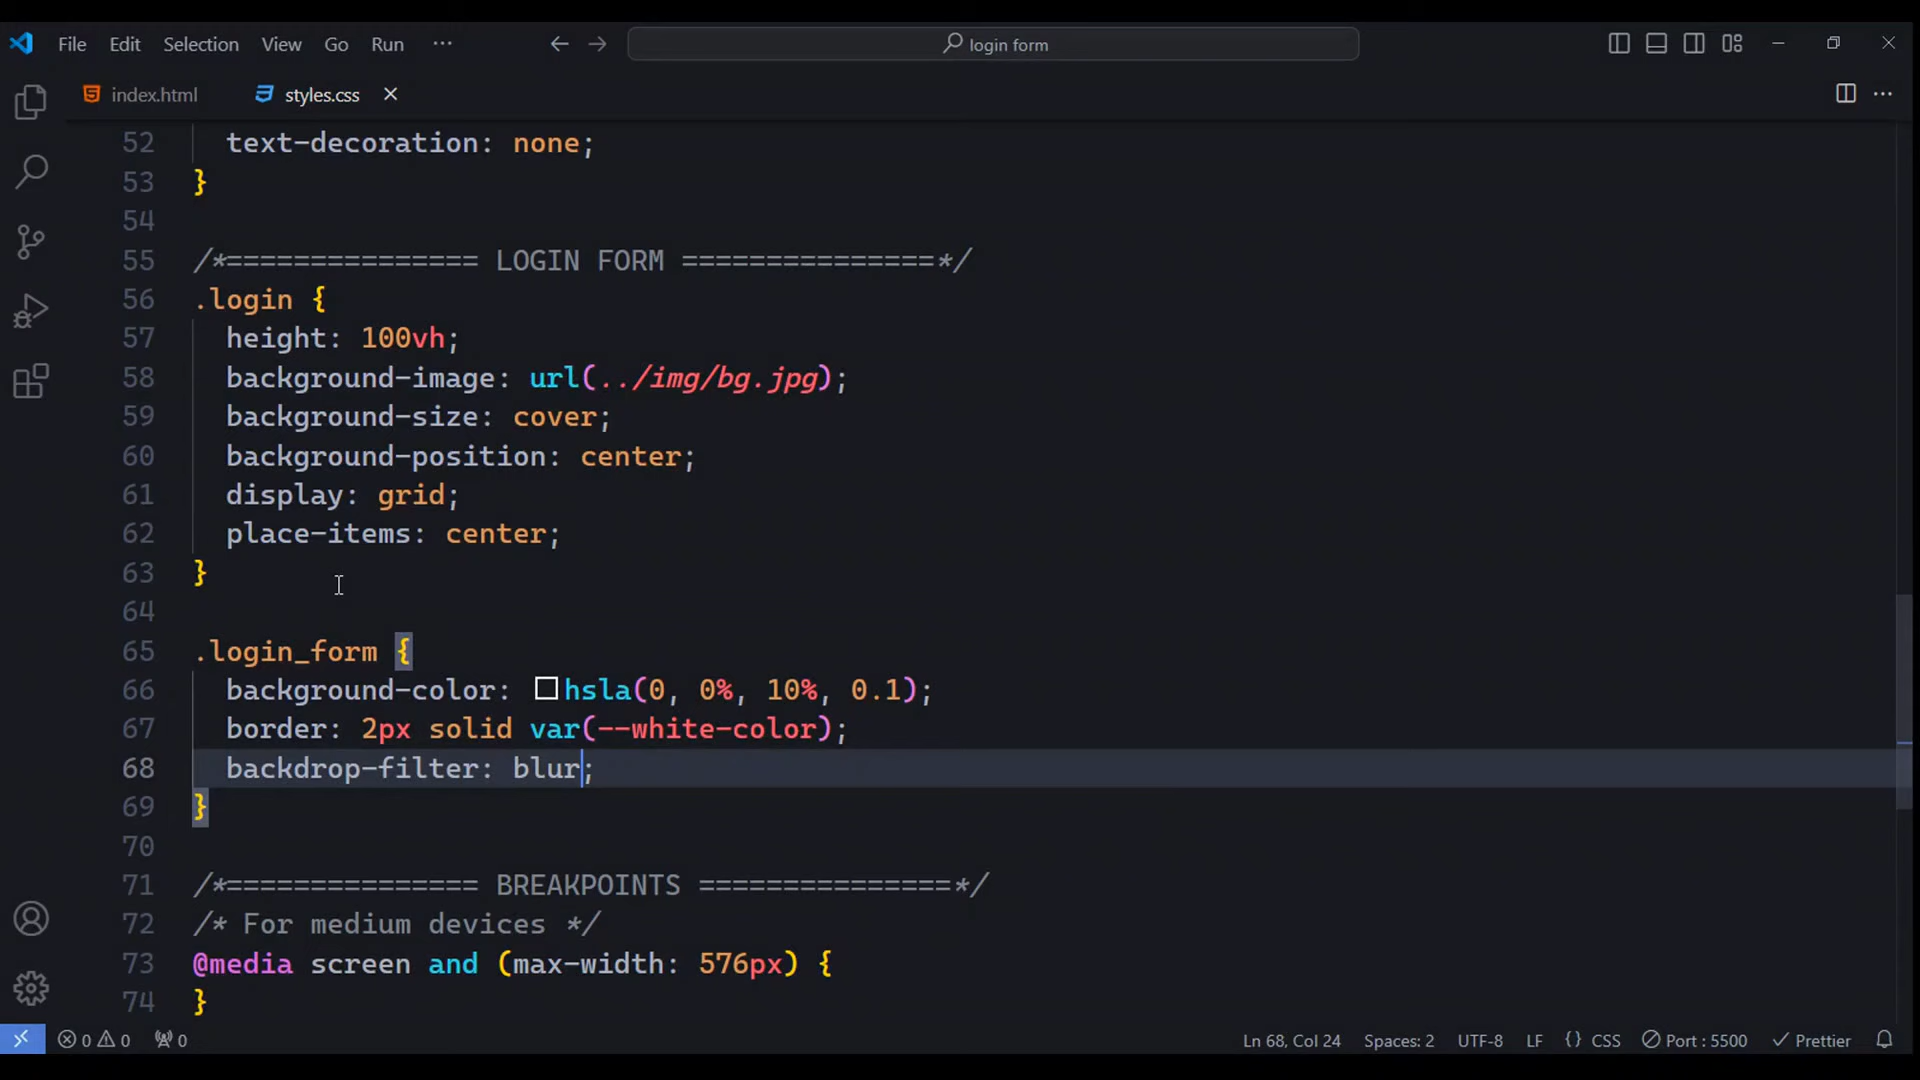 File Edit Selection View Go Run ··· login form
index.html styles.css
52 text-decoration: none;
53 }
54
55 /*=============== LOGIN FORM ===============*/
56 .login {
57 height: 100vh;
58 background-image: url(../img/bg.jpg);
59 background-size: cover;
60 background-position: center;
61 display: grid;
62 place-items: center;
63 }
64
65 .login_form {
66 background-color: hsla(0, 0%, 10%, 0.1);
67 border: 2px solid var(--white-color);
68 backdrop-filter: blur;
69 }
70
71 /*=============== BREAKPOINTS ===============*/
72 /* For medium devices */
73 @media screen and (max-width: 576px) {
74 }
0 0 0 Ln 68, Col 24 Spaces: 2 UTF-8 LF {} CSS Port : 5500 Prettier